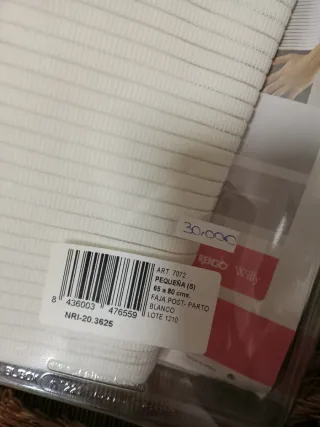 30.000
Willy
ART. 7072
PEQUEÑA (S)
65 a 80 cms.
FAJA POST- PARTO
BLANCO
LOTE 1210
8 436003 476559
NRI-20.3625